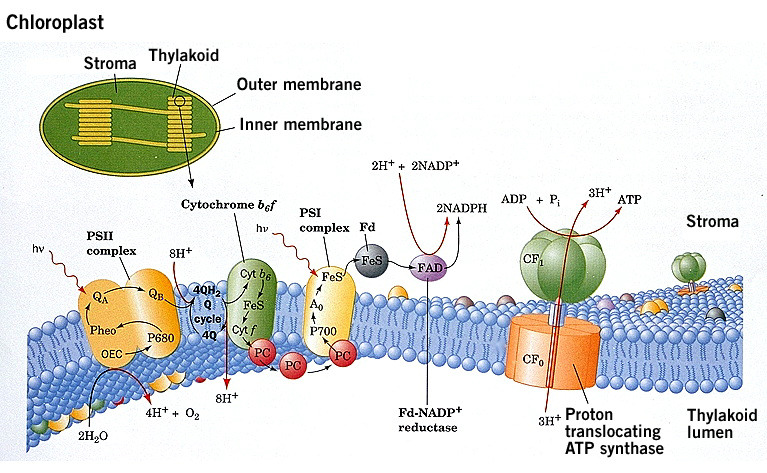 Chloroplast
Stroma
Thylakoid
Outer membrane
Inner membrane
Cytochrome b₆f
PSII
complex
PSI
complex
Fd
2H⁺ + 2NADP⁺
2NADPH
ADP + Pᵢ
3H⁺
ATP
Stroma
hν
8H⁺
hν
FeS
FeS
FAD
CF₁
Q_A
Q_B
4QH₂
Q
cycle
4Q
Cyt b₆
FeS
Cyt f
A₀
P700
Pheo
P680
OEC
PC
PC
PC
CF₀
8H⁺
4H⁺ + O₂
2H₂O
Fd-NADP⁺
reductase
3H⁺
Proton
translocating
ATP synthase
Thylakoid
lumen